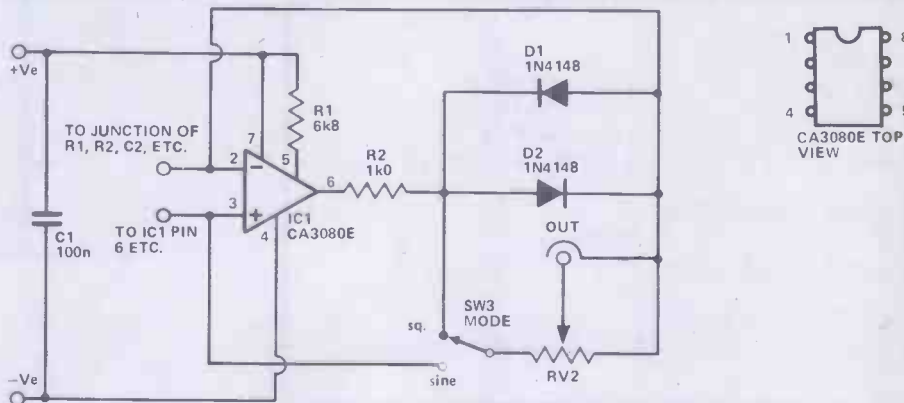 +Ve
TO JUNCTION OF
R1, R2, C2, ETC.
TO IC1 PIN
6 ETC.
C1
100n
−Ve
7
R1
6k8
2
5
−
3
+
6
4
IC1
CA3080E
R2
1k0
D1
1N4148
D2
1N4148
OUT
SW3
MODE
sq.
sine
RV2
1
8
4
CA3080E TOP
VIEW